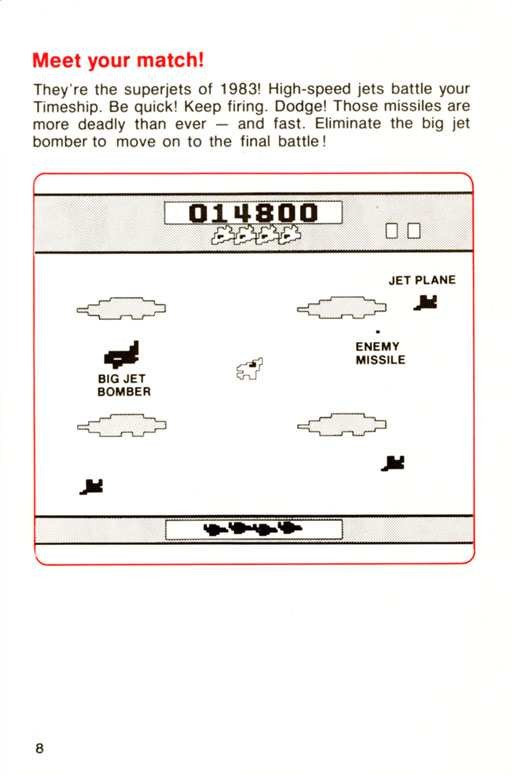 Meet your match!
They're the superjets of 1983! High-speed jets battle your
Timeship. Be quick! Keep firing. Dodge! Those missiles are
more deadly than ever — and fast. Eliminate the big jet
bomber to move on to the final battle!
014800
JET PLANE
ENEMY
MISSILE
BIG JET
BOMBER
8